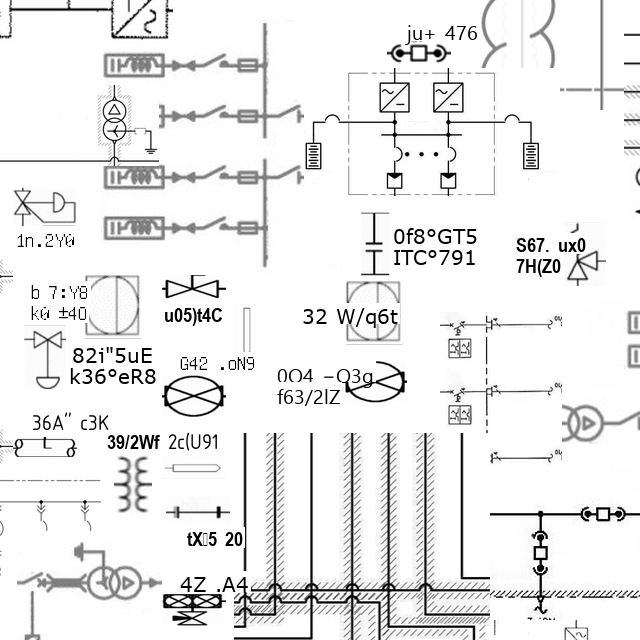 ju+ 476
1n.2Y0
0f8°GT5
ITC°791
S67. ux0
7H(Z0
b 7:Y8
k0 ±40
u05)t4C
32 W/q6t
82i"5uE
k36°eR8
G42 .oN9
0O4 −O3g
f63/2lZ
36A" c3K
39/2Wf
2c(U91
5 20
4Z .A4